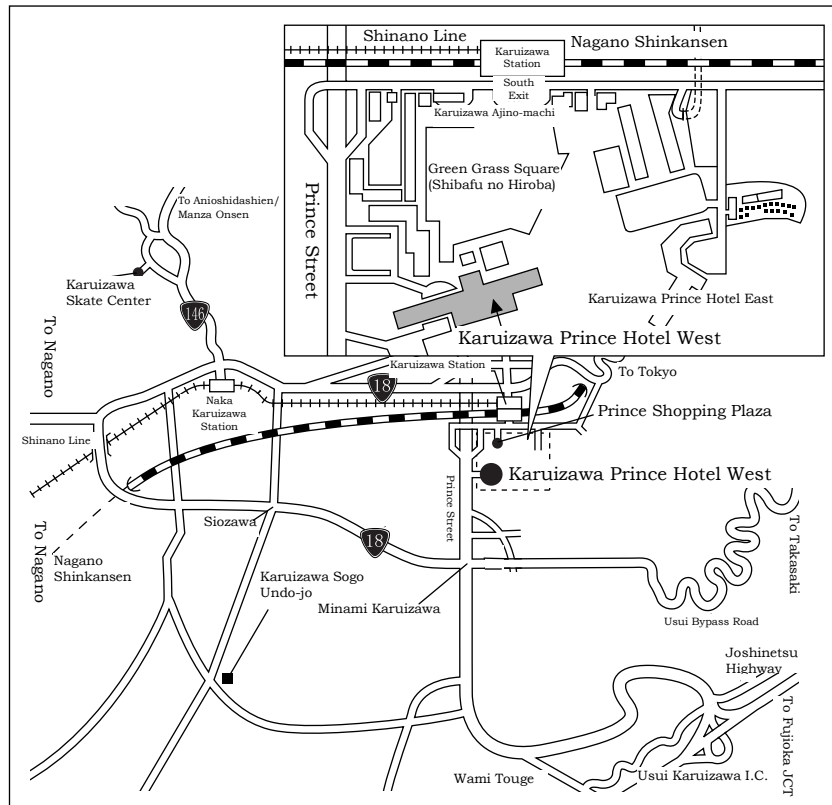 Shinano Line
Nagano Shinkansen
Karuizawa
Station
South
Exit
Karuizawa Ajino-machi
Green Grass Square
(Shibafu no Hiroba)
Prince Street
Karuizawa Prince Hotel East
Karuizawa Prince Hotel West
To Anioshidashien/
Manza Onsen
Karuizawa
Skate Center
146
To Nagano
Karuizawa Station
18
To Tokyo
Naka
Karuizawa
Station
Prince Shopping Plaza
Shinano Line
Karuizawa Prince Hotel West
Prince Street
To Nagano
Siozawa
18
To Takasaki
Nagano
Shinkansen
Karuizawa Sogo
Undo-jo
Minami Karuizawa
Usui Bypass Road
Joshinetsu
Highway
To Fujioka JCT
Wami Touge
Usui Karuizawa I.C.